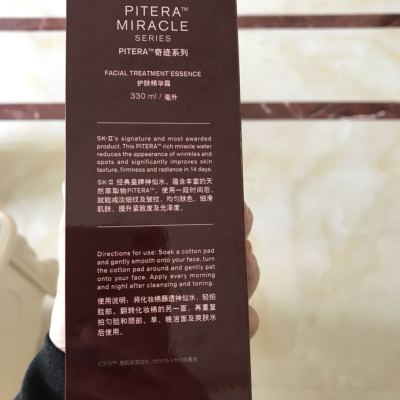 PITERA™
MIRACLE
SERIES
PITERA™奇迹系列
FACIAL TREATMENT ESSENCE
护肤精华露
330 ml / 毫升
SK-II's signature and most awarded
product. This PITERA™ rich miracle water
reduces the appearance of wrinkles and
spots and significantly improves skin
texture, firmness and radiance in 14 days.
SK-II 经典皇牌神仙水，蕴含丰富的天
然萃取物PITERA™，使用一段时间后，
就能减淡细纹及皱纹，均匀肤色，细滑
肌肤，提升紧致度及光泽度。
Directions for use: Soak a cotton pad
and gently smooth onto your face, turn
the cotton pad around and gently pat
onto your face. Apply every morning
and night after cleansing and toning.
使用说明：将化妆棉蘸透神仙水，轻拍
脸部。翻转化妆棉的另一面，再重复
拍匀脸和颈部，早、晚洁面及爽肤水
后使用。
ピテラ™